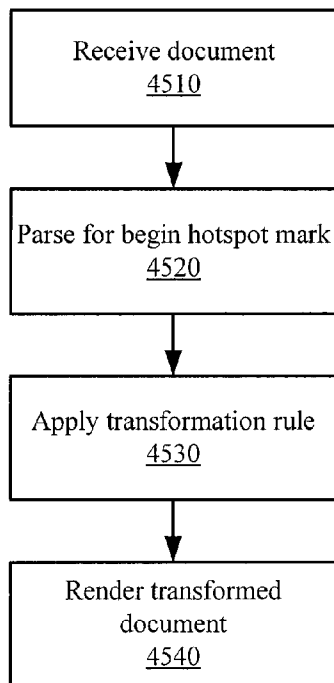 Receive document
4510
Parse for begin hotspot mark
4520
Apply transformation rule
4530
Render transformed
document
4540